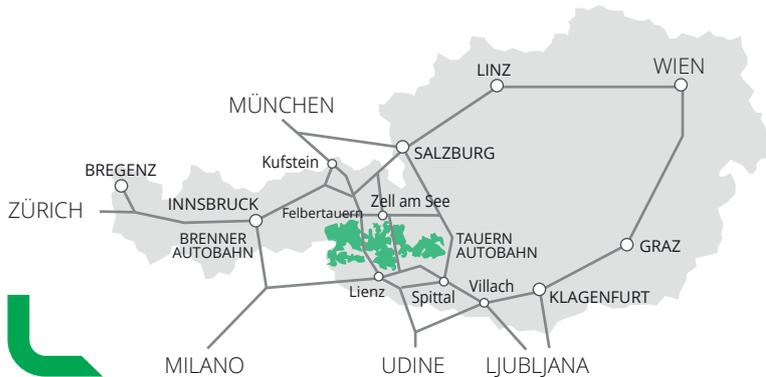 WIEN
LINZ
MÜNCHEN
SALZBURG
Kufstein
BREGENZ
Zell am See
INNSBRUCK
ZÜRICH
Felbertauern
BRENNER
AUTOBAHN
TAUERN
AUTOBAHN
GRAZ
Lienz
Spittal
Villach
KLAGENFURT
MILANO
UDINE
LJUBLJANA